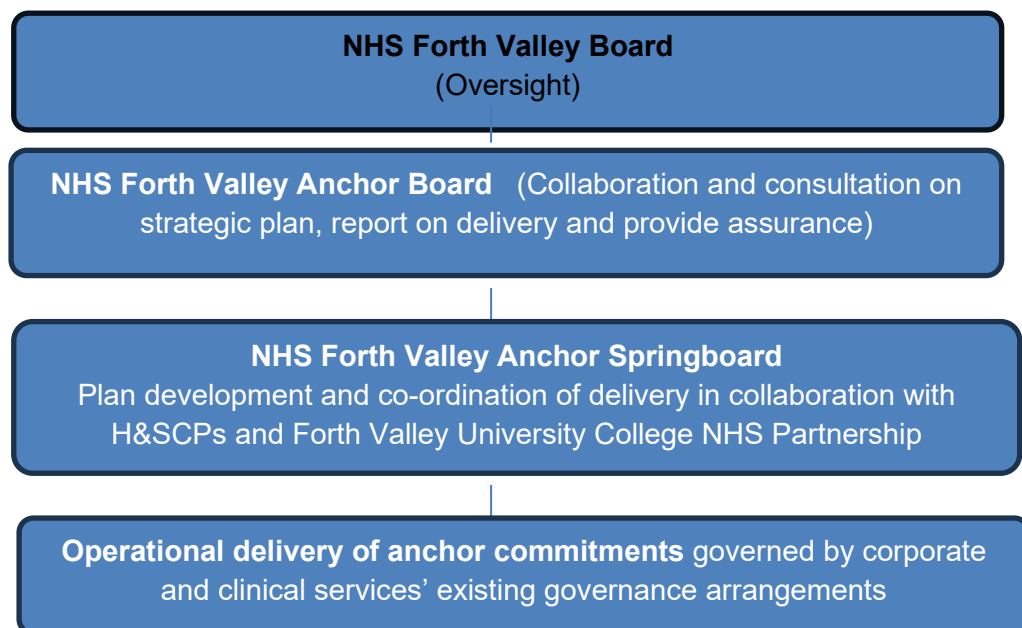 NHS Forth Valley Board
(Oversight)
NHS Forth Valley Anchor Board (Collaboration and consultation on
strategic plan, report on delivery and provide assurance)
NHS Forth Valley Anchor Springboard
Plan development and co-ordination of delivery in collaboration with
H&SCPs and Forth Valley University College NHS Partnership
Operational delivery of anchor commitments governed by corporate
and clinical services’ existing governance arrangements